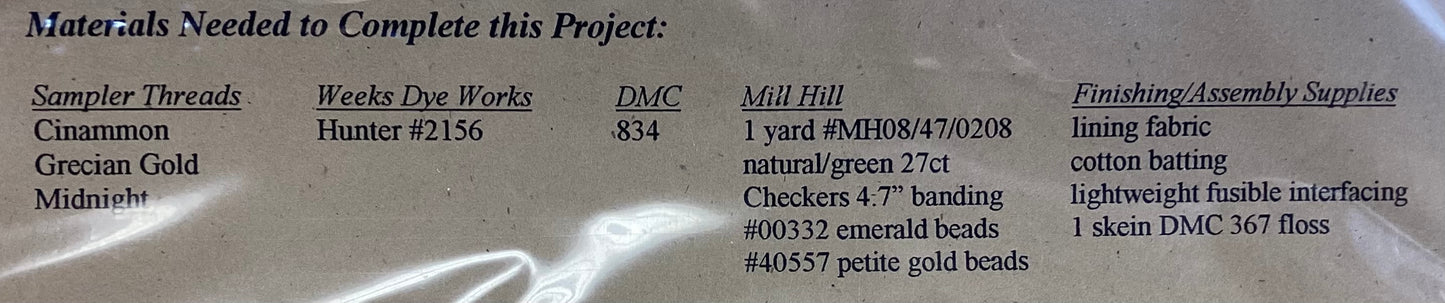 Materials Needed to Complete this Project:
Sampler Threads
Cinammon
Grecian Gold
Midnight
Weeks Dye Works
Hunter #2156
DMC
834
Mill Hill
1 yard #MH08/47/0208
natural/green 27ct
Checkers 4.7” banding
#00332 emerald beads
#40557 petite gold beads
Finishing/Assembly Supplies
lining fabric
cotton batting
lightweight fusible interfacing
1 skein DMC 367 floss